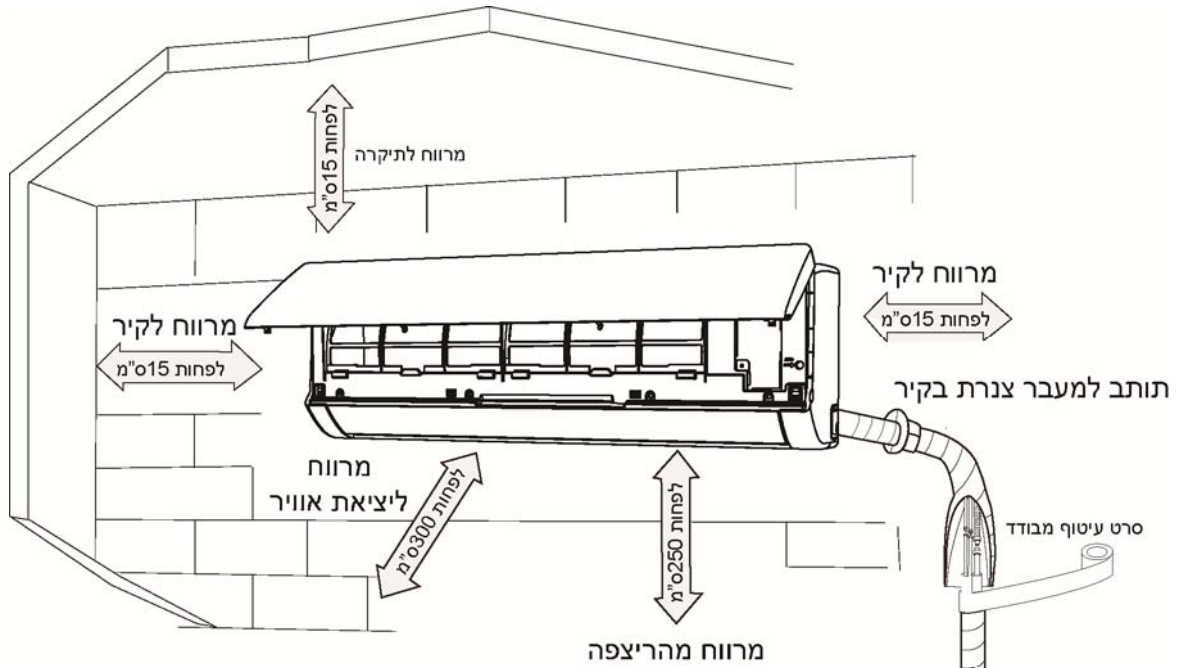 לפחות 15ס"מ
מרווח לתיקרה
מרווח לקיר
לפחות 15ס"מ
מרווח לקיר
לפחות 15ס"מ
תותב למעבר צנרת בקיר
מרווח
ליציאת אוויר
לפחות 300ס"מ
לפחות 250ס"מ
סרט עיטוף מבודד
מרווח מהריצפה